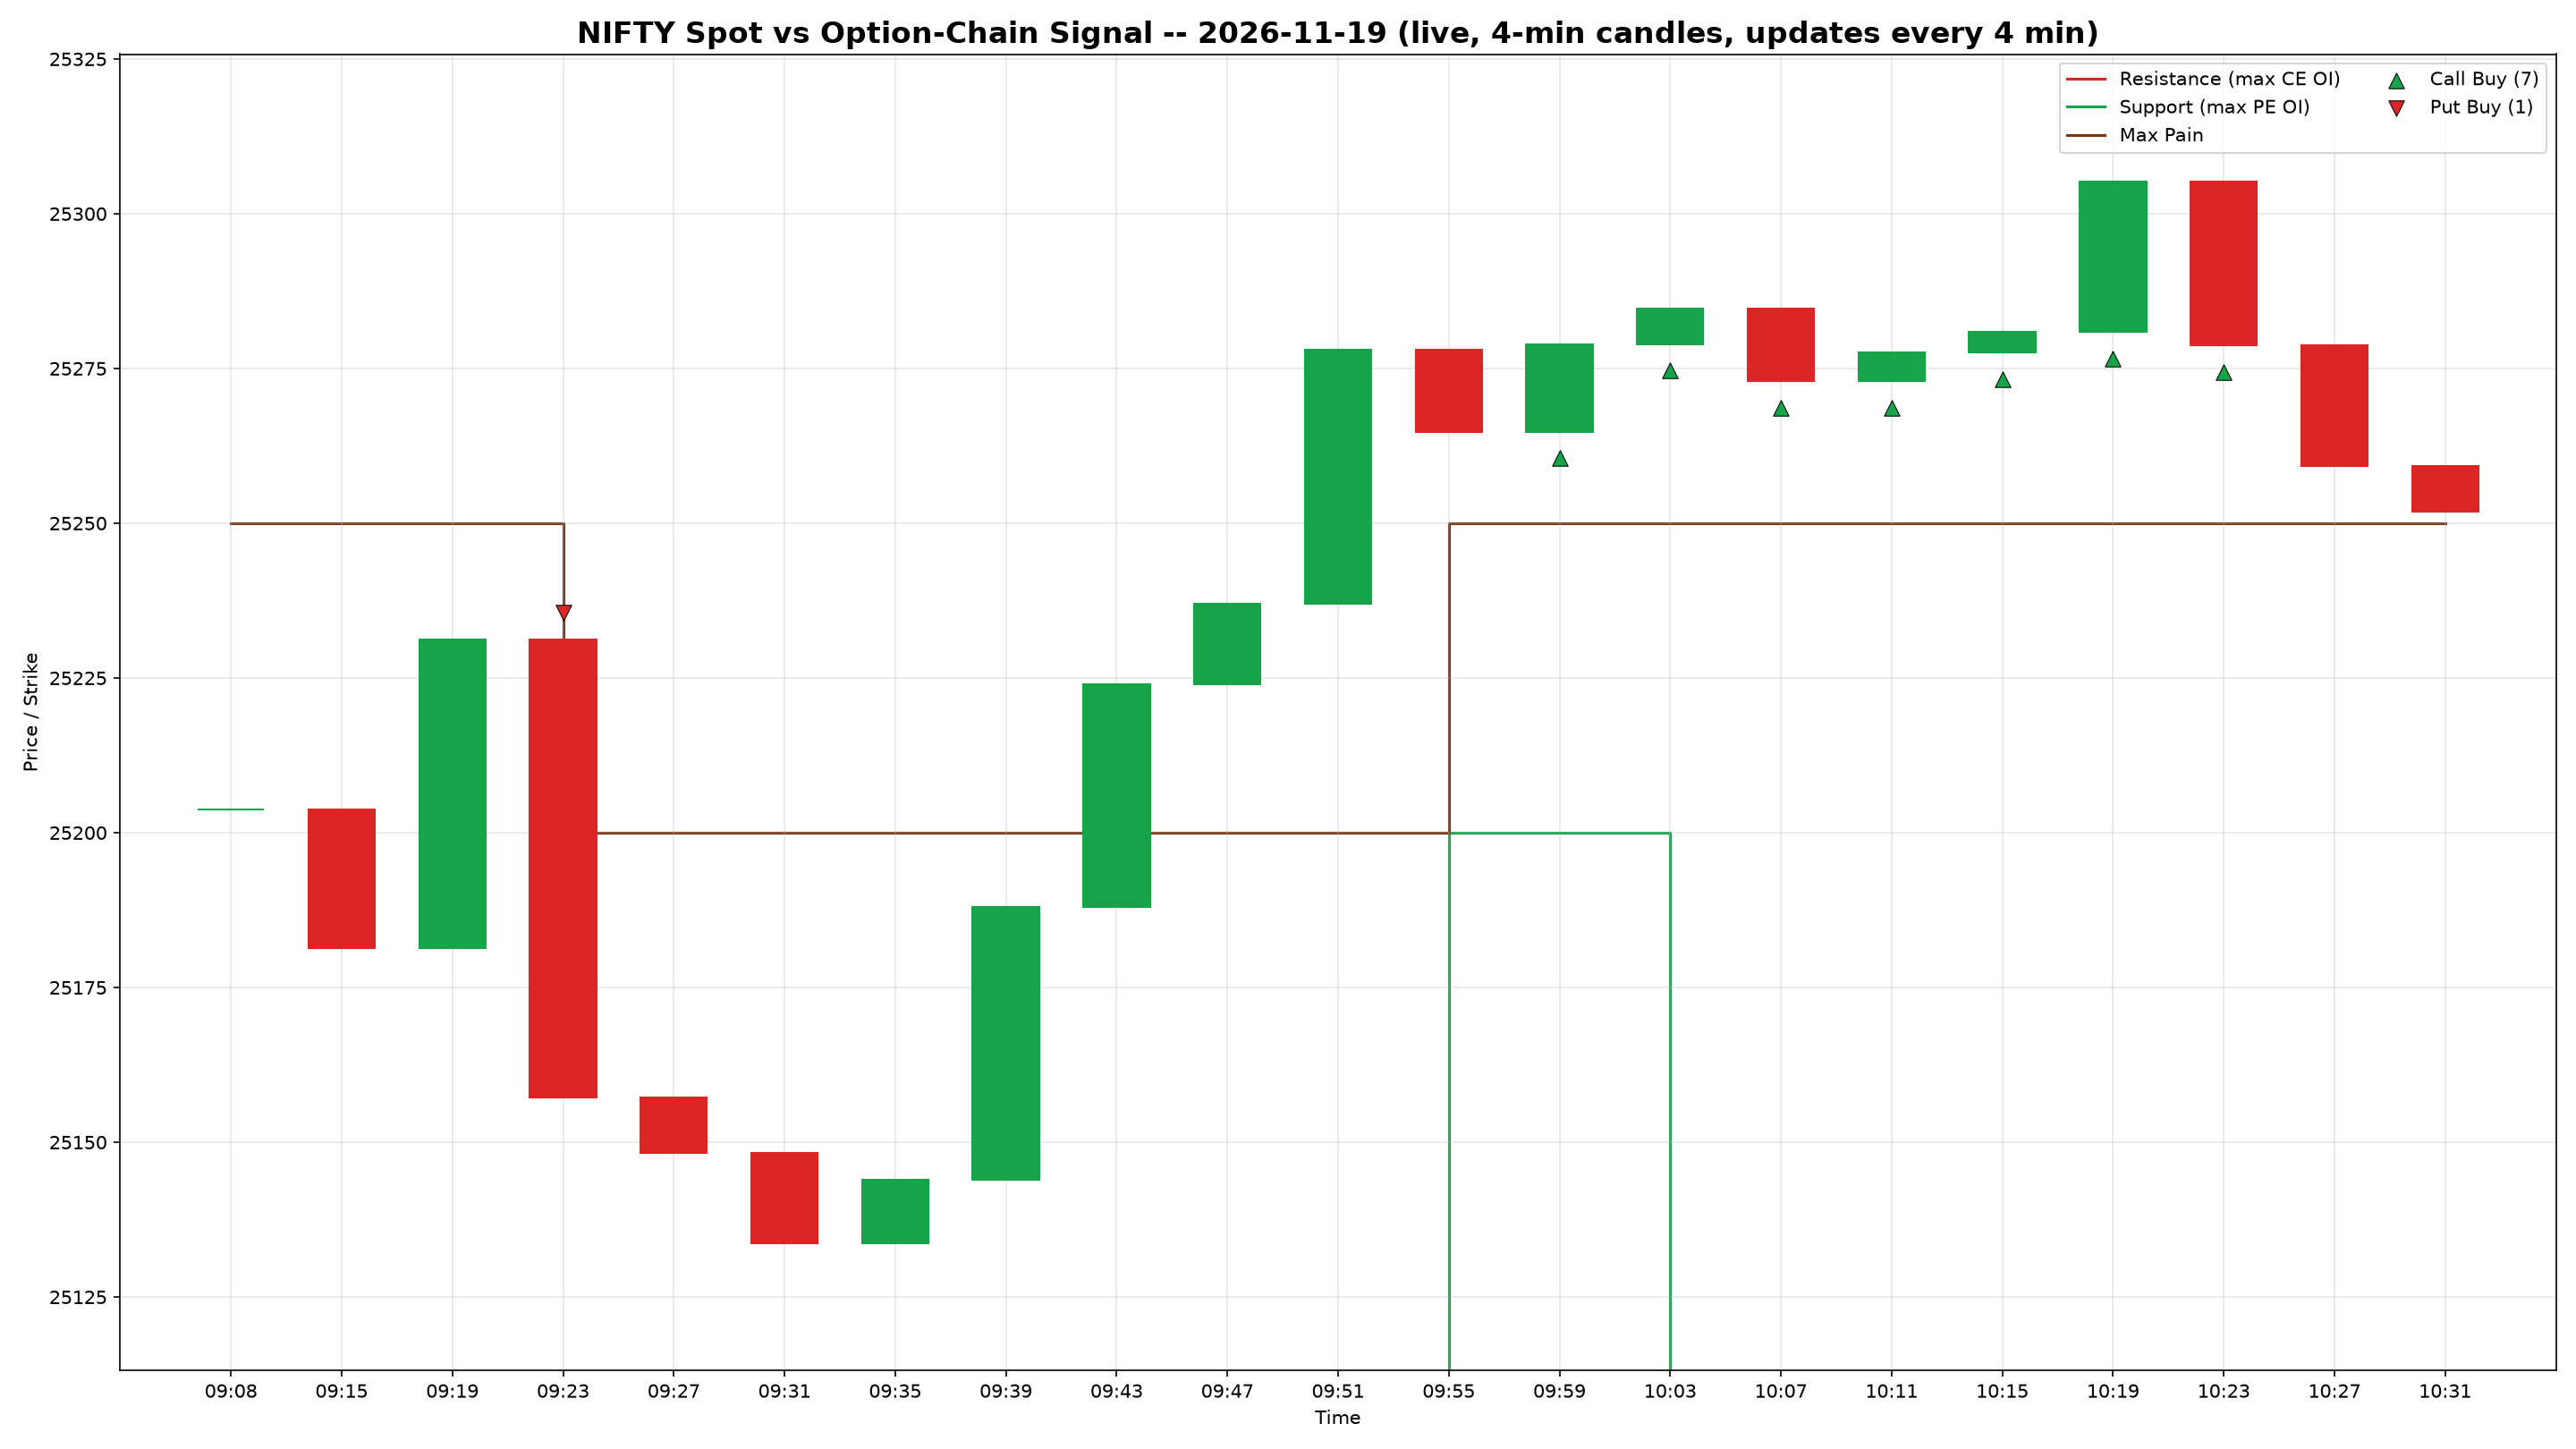 NIFTY Spot vs Option-Chain Signal -- 2026-11-19 (live, 4-min candles, updates every 4 min)
Resistance (max CE OI)
Support (max PE OI)
Max Pain
Call Buy (7)
Put Buy (1)
Price / Strike
25325
25300
25275
25250
25225
25200
25175
25150
25125
09:08 09:15 09:19 09:23 09:27 09:31 09:35 09:39 09:43 09:47 09:51 09:55 09:59 10:03 10:07 10:11 10:15 10:19 10:23 10:27 10:31
Time